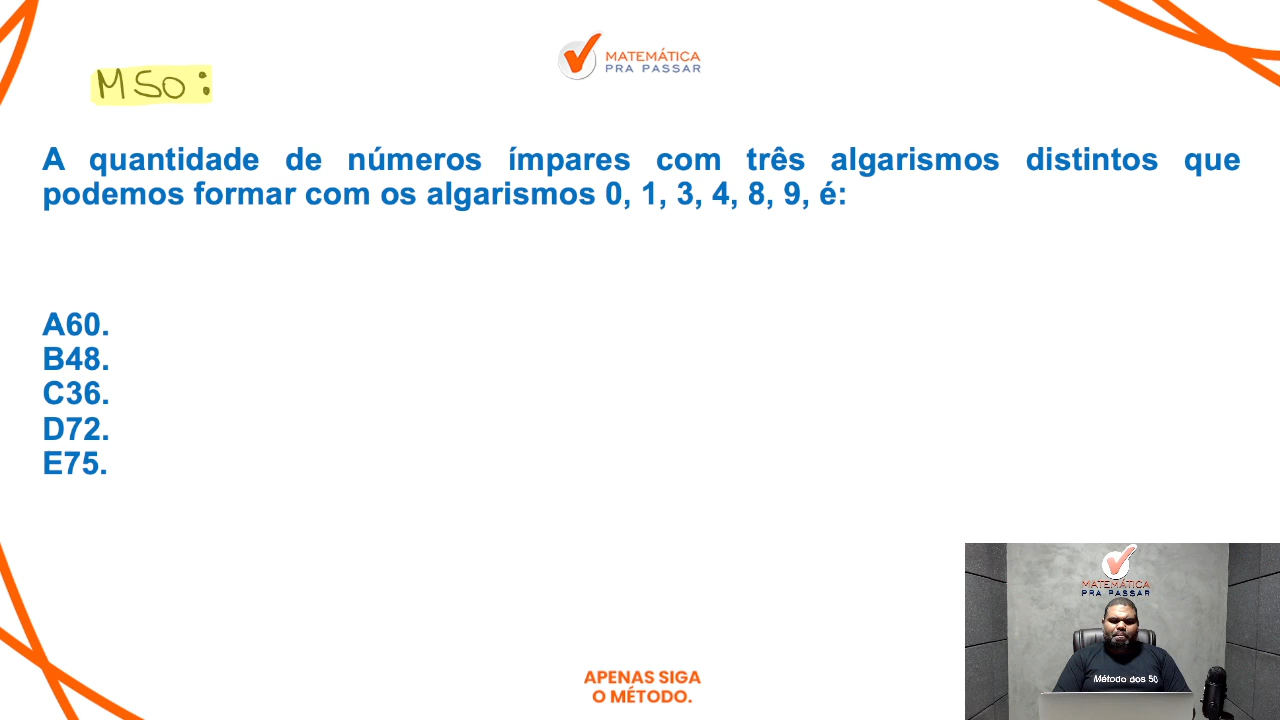 MATEMÁTICA
PRA PASSAR
M50:
A quantidade de números ímpares com três algarismos distintos que
podemos formar com os algarismos 0, 1, 3, 4, 8, 9, é:
A60.
B48.
C36.
D72.
E75.
MATEMÁTICA
PRA PASSAR
Método dos 50
APENAS SIGA
O MÉTODO.